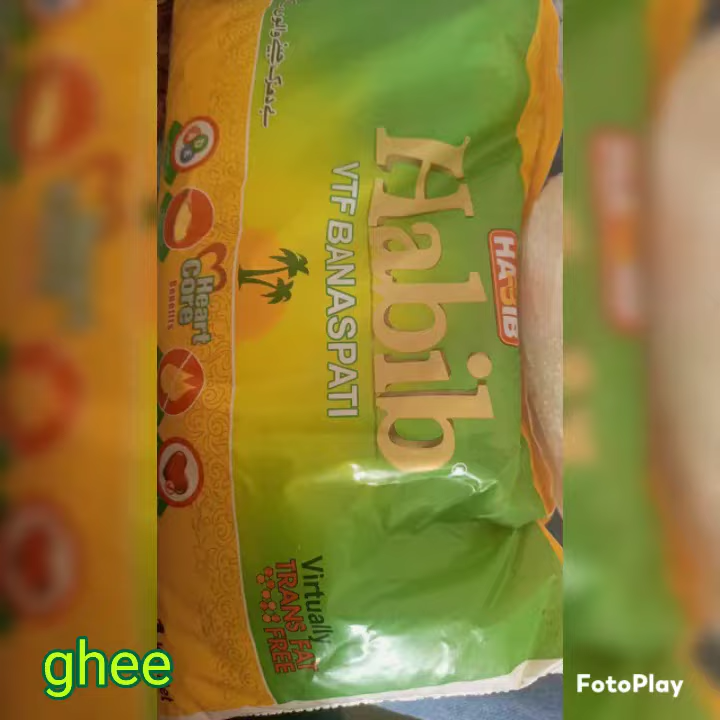 HABIB
Habib
VTF BANASPATI
Heart
Care
Benefits
Virtually
TRANS FAT
FREE
ghee
FotoPlay